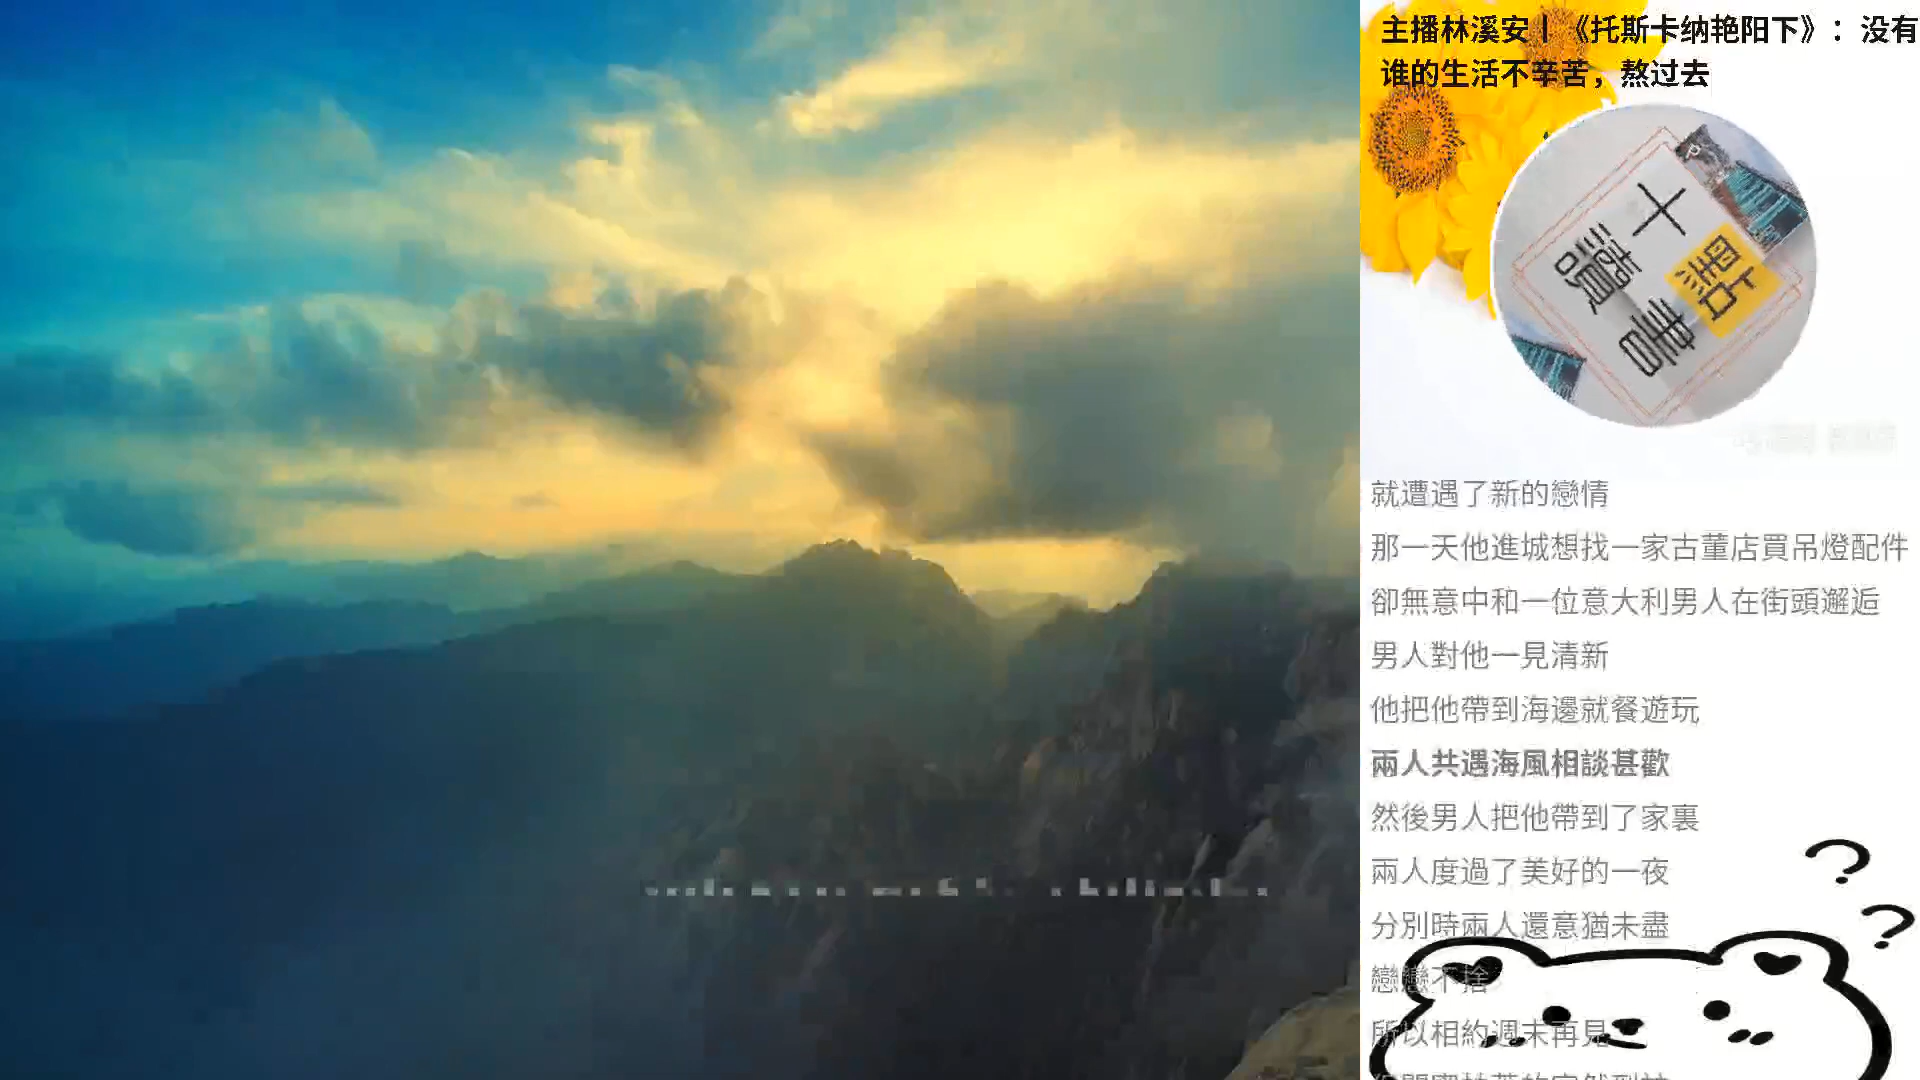 主播林溪安丨《托斯卡纳艳阳下》：没有
谁的生活不辛苦，熬过去
十點
讀書
就遭遇了新的戀情
那一天他進城想找一家古董店買吊燈配件
卻無意中和一位意大利男人在街頭邂逅
男人對他一見清新
他把他帶到海邊就餐遊玩
兩人共遇海風相談甚歡
然後男人把他帶到了家裏
兩人度過了美好的一夜
分別時兩人還意猶未盡
戀戀不捨
所以相約週末再見